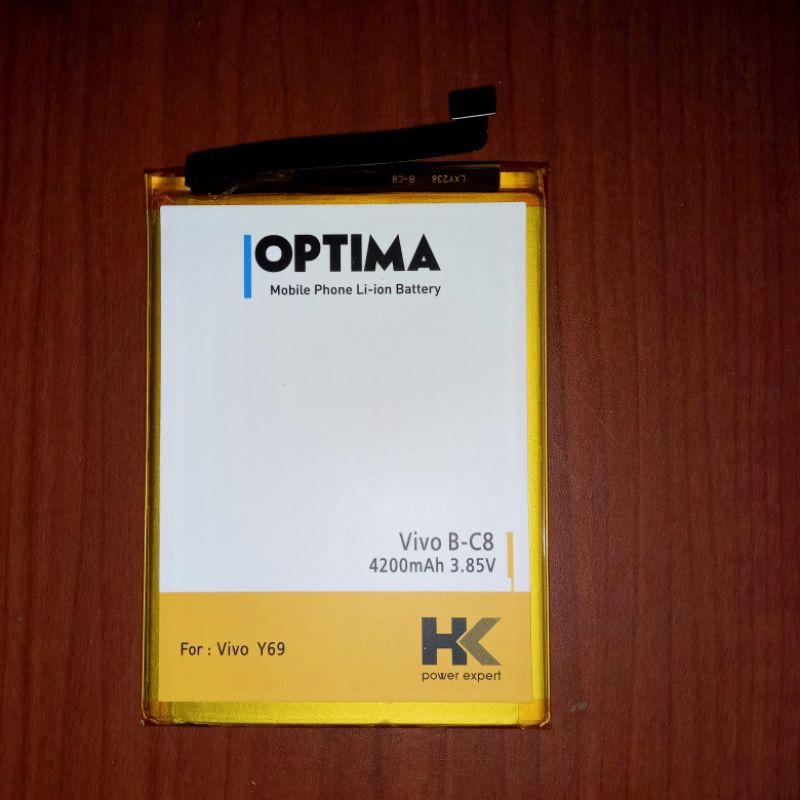 LXY236 B-C8
OPTIMA
Mobile Phone Li-ion Battery
Vivo B-C8
4200mAh 3.85V
For : Vivo Y69
HK
power expert